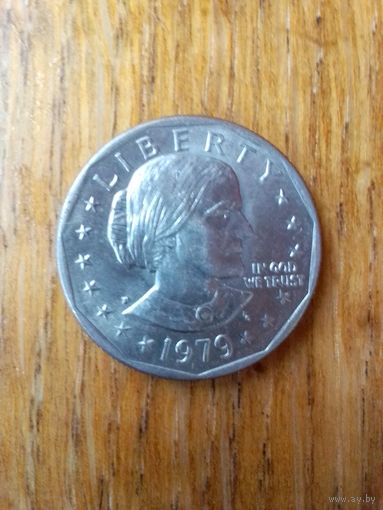 LIBERTY
IN GOD
WE TRUST
1979
www.ay.by